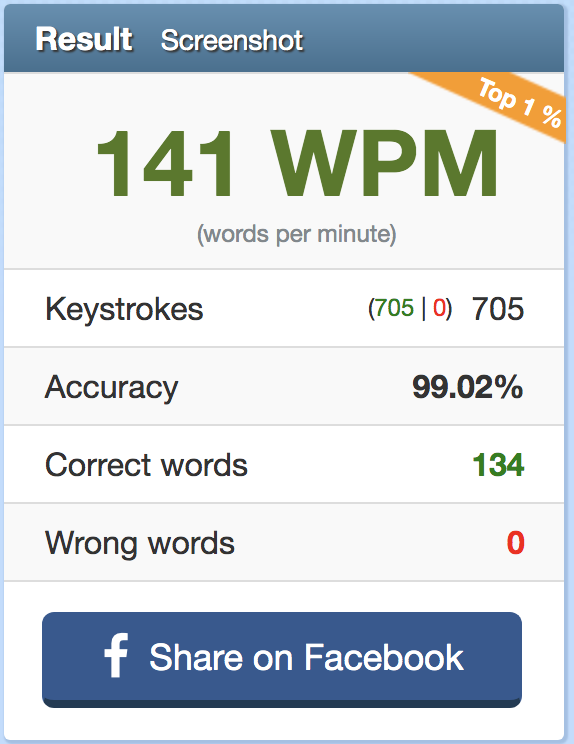 Result Screenshot
Top 1 %
141 WPM
(words per minute)
Keystrokes (705 | 0) 705
Accuracy 99.02%
Correct words 134
Wrong words 0
f Share on Facebook